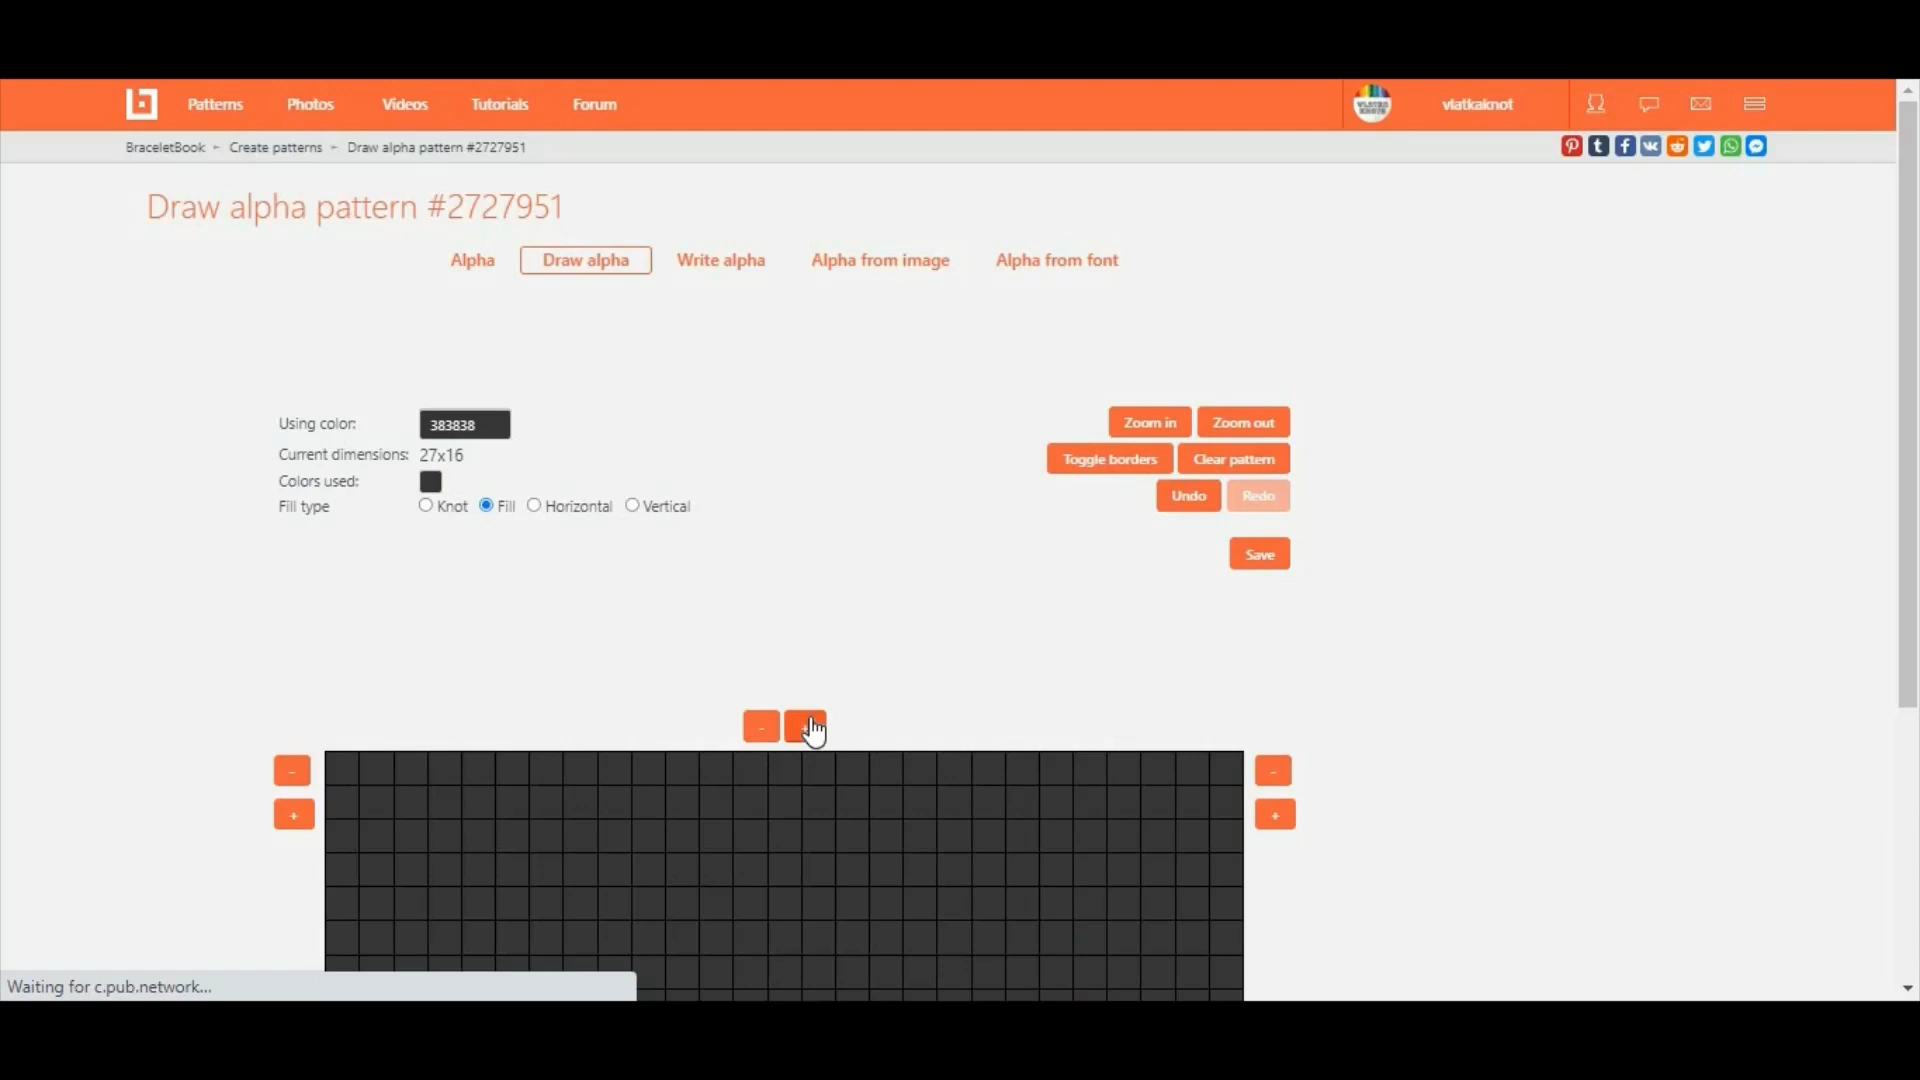 Patterns Photos Videos Tutorials Forum vlatkaknot
BraceletBook - Create patterns - Draw alpha pattern #2727951
Draw alpha pattern #2727951
Alpha Draw alpha Write alpha Alpha from image Alpha from font
Using color: 383838 Zoom in Zoom out
Current dimensions: 27x16 Toggle borders Clear pattern
Colors used:
Fill type Knot Fill Horizontal Vertical Undo Redo
Save
- +
- -
+ +
Waiting for c.pub.network...